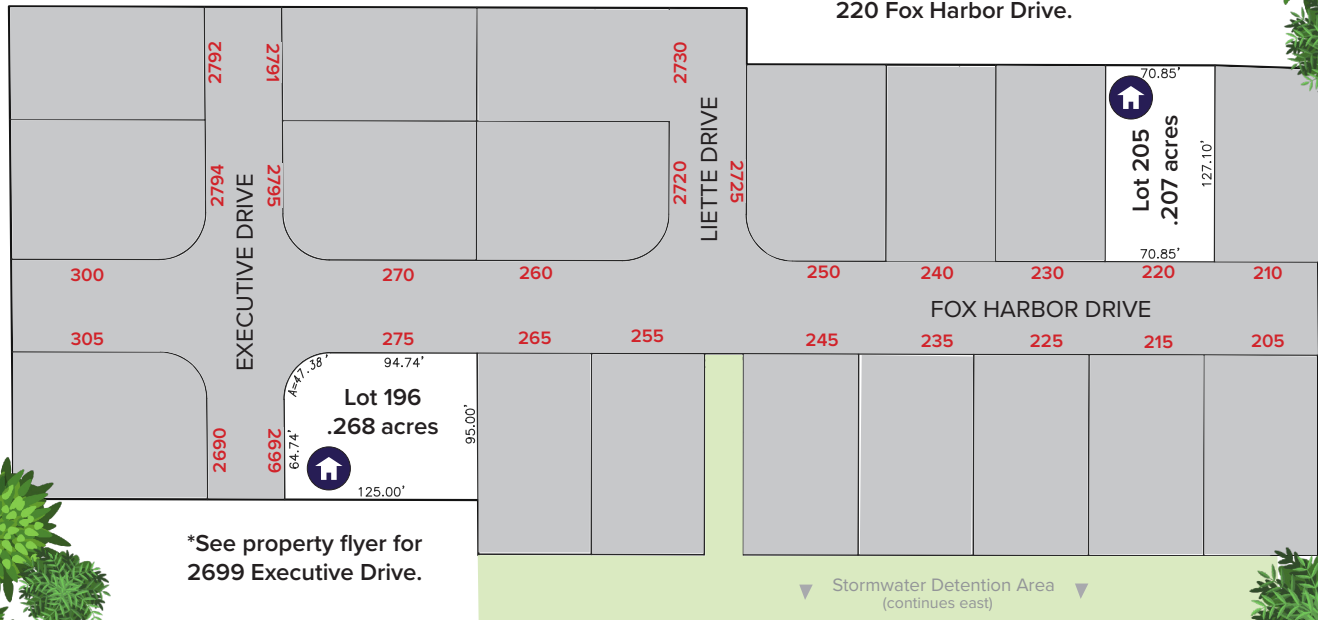 220 Fox Harbor Drive.
2792
2791
2730
70.85’
LIETTE DRIVE
Lot 205
.207 acres
127.10’
2794
2795
2720
2725
EXECUTIVE DRIVE
70.85’
300
270
260
250
240
230
220
210
FOX HARBOR DRIVE
305
275
265
255
245
235
225
215
205
A=47.38’
94.74’
Lot 196
.268 acres
95.00’
2690
2699
64.74’
125.00’
*See property flyer for
2699 Executive Drive.
Stormwater Detention Area
(continues east)